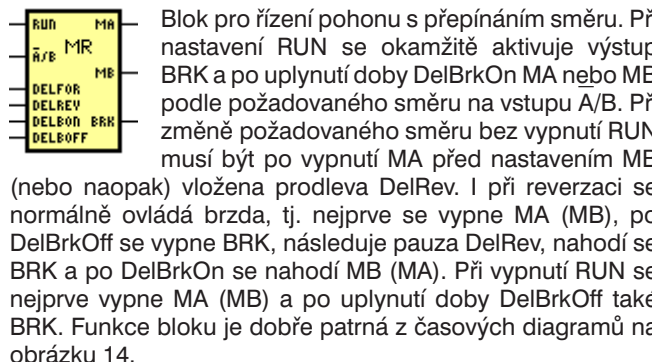 RUN MA
Ā/B MR
MB
DELFOR
DELREV
DELBON BRK
DELBOFF
Blok pro řízení pohonu s přepínáním směru. Př
nastavení RUN se okamžitě aktivuje výstup
BRK a po uplynutí doby DelBrkOn MA nebo MB
podle požadovaného směru na vstupu Ā/B. Př
změně požadovaného směru bez vypnutí RUN
musí být po vypnutí MA před nastavením MB
(nebo naopak) vložena prodleva DelRev. I při reverzaci se
normálně ovládá brzda, tj. nejprve se vypne MA (MB), po
DelBrkOff se vypne BRK, následuje pauza DelRev, nahodí se
BRK a po DelBrkOn se nahodí MB (MA). Při vypnutí RUN se
nejprve vypne MA (MB) a po uplynutí doby DelBrkOff také
BRK. Funkce bloku je dobře patrná z časových diagramů na
obrázku 14.